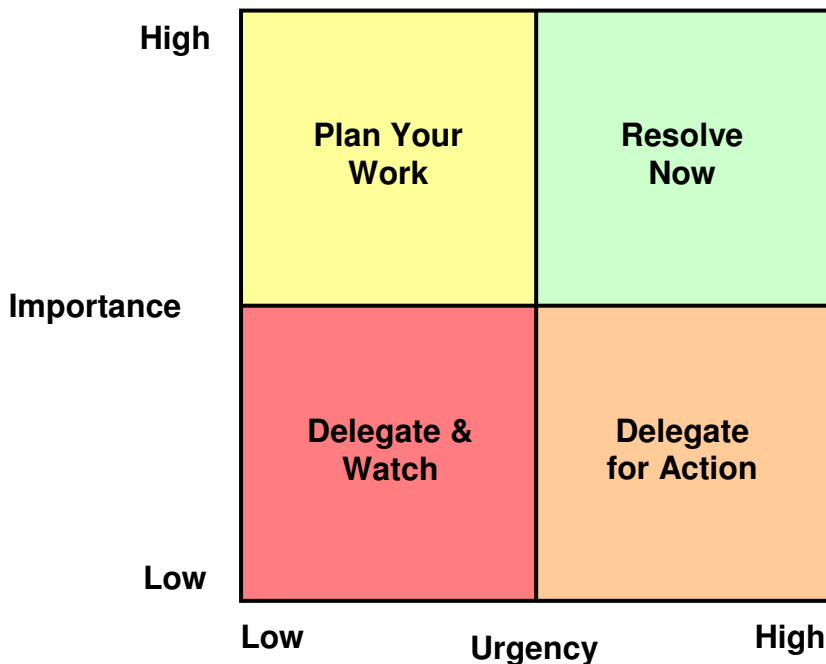 High
Plan Your
Work
Resolve
Now
Importance
Delegate &
Watch
Delegate
for Action
Low
Low
Urgency
High